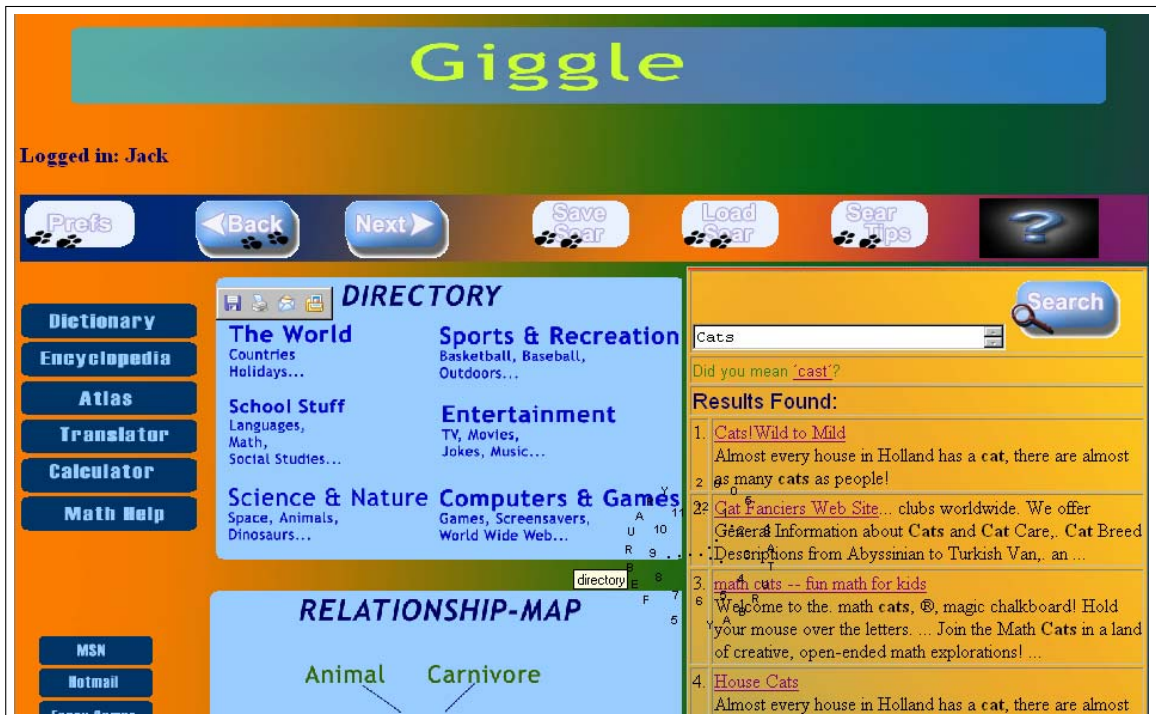 Giggle
Logged in: Jack
Prefs
Back
Next
Save
Sear
Load
Sear
Sear
Tips
?
Dictionary
Encyclopedia
Atlas
Translator
Calculator
Math Help
MSN
Hotmail
DIRECTORY
The World
Countries
Holidays...
Sports & Recreation
Basketball, Baseball,
Outdoors...
School Stuff
Languages,
Math,
Social Studies...
Entertainment
TV, Movies,
Jokes, Music...
Science & Nature
Space, Animals,
Dinosaurs...
Computers & Games
Games, Screensavers,
World Wide Web...
directory
RELATIONSHIP-MAP
Animal
Carnivore
Search
Cats
Did you mean 'cast'?
Results Found:
1. Cats! Wild to Mild
Almost every house in Holland has a cat, there are almost
as many cats as people!
2. Cat Fanciers Web Site... clubs worldwide. We offer
General Information about Cats and Cat Care,. Cat Breed
Descriptions from Abyssinian to Turkish Van,. an ...
3. math cats -- fun math for kids
Welcome to the. math cats, ®, magic chalkboard! Hold
your mouse over the letters. ... Join the Math Cats in a land
of creative, open-ended math explorations! ...
4. House Cats
Almost every house in Holland has a cat, there are almost